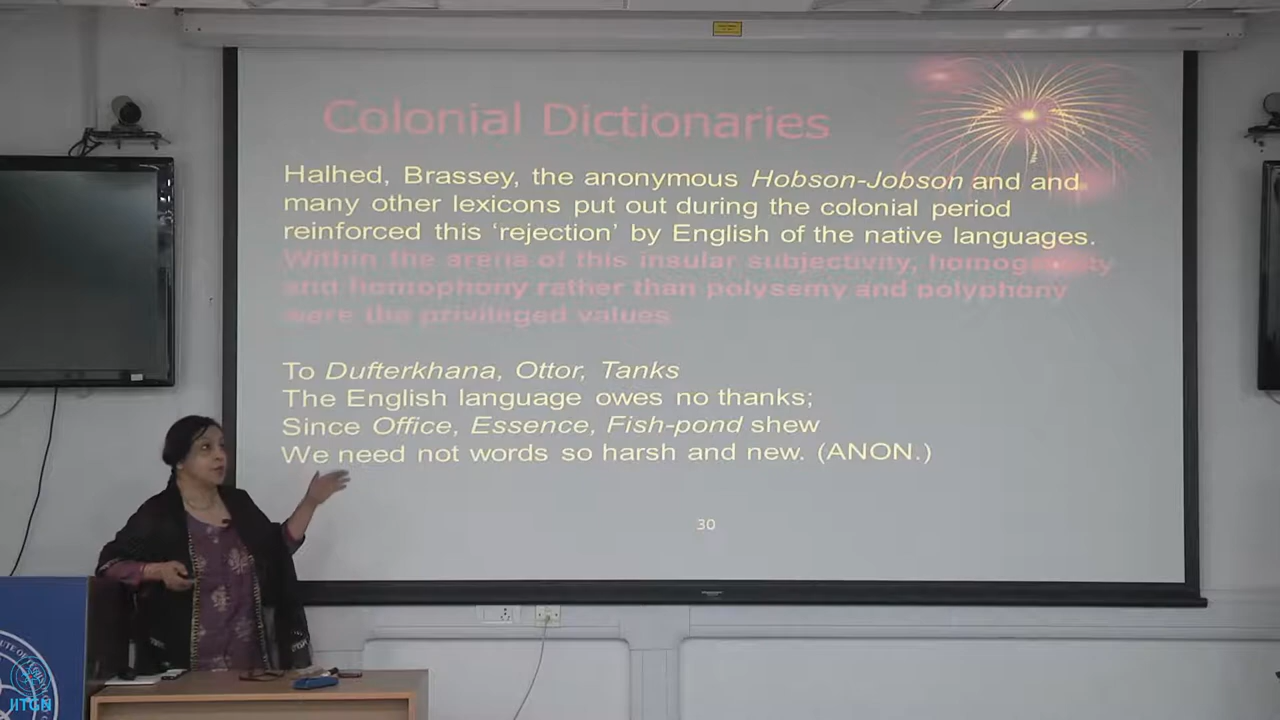 Colonial Dictionaries
Halhed, Brassey, the anonymous Hobson-Jobson and and
many other lexicons put out during the colonial period
reinforced this ‘rejection’ by English of the native languages.
Within the arena of this insular subjectivity, homogeneity
and homophony rather than polysemy and polyphony
were the privileged values
To Dufterkhana, Ottor, Tanks
The English language owes no thanks;
Since Office, Essence, Fish-pond shew
We need not words so harsh and new. (ANON.)
30
IITGN